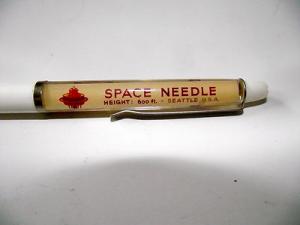 SPACE NEEDLE
HEIGHT: 600 ft. - SEATTLE U.S.A.